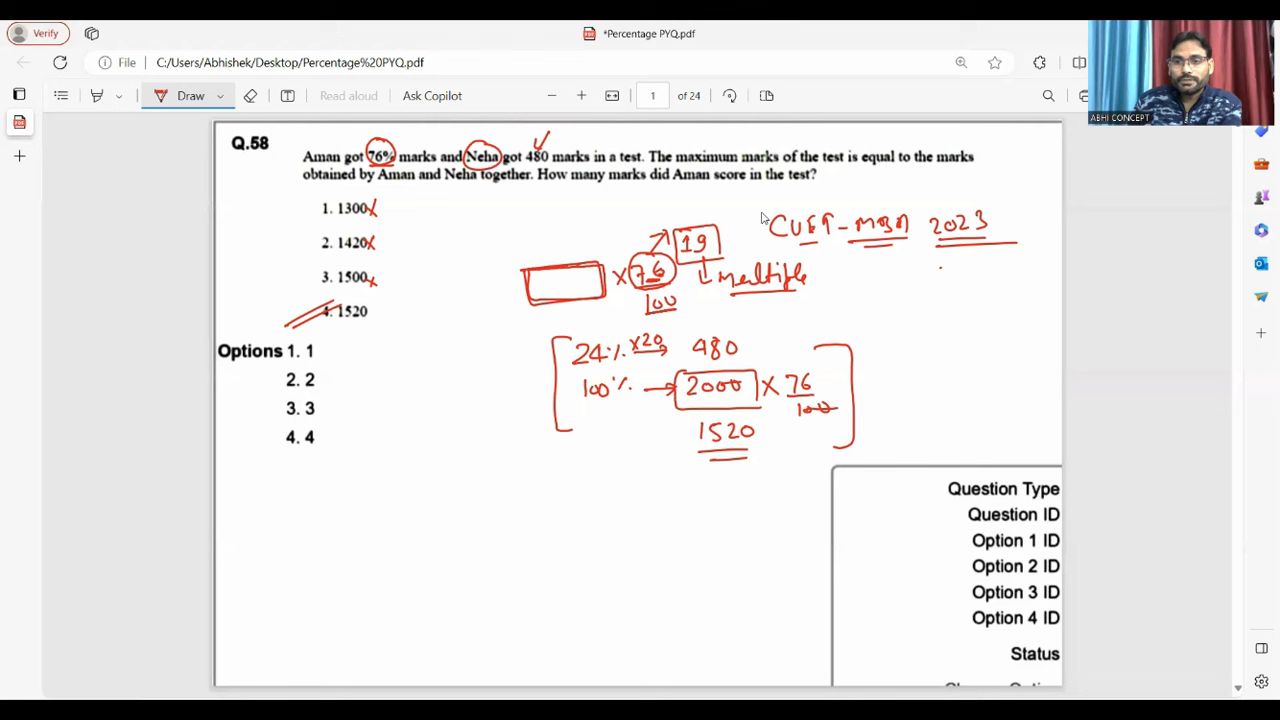 Verify
*Percentage PYQ.pdf
File
C:/Users/Abhishek/Desktop/Percentage%20PYQ.pdf
Draw
Read aloud
Ask Copilot
1
of 24
ABHI CONCEPT
Q.58
Aman got 76% marks and Neha got 480 marks in a test. The maximum marks of the test is equal to the marks
obtained by Aman and Neha together. How many marks did Aman score in the test?
1. 1300
2. 1420
3. 1500
4. 1520
Options 1. 1
2. 2
3. 3
4. 4
CUET-MBA 2023
19
× 76
100
multiple
24% ×20 → 480
100% → 2000 × 76
100
1520
Question Type
Question ID
Option 1 ID
Option 2 ID
Option 3 ID
Option 4 ID
Status